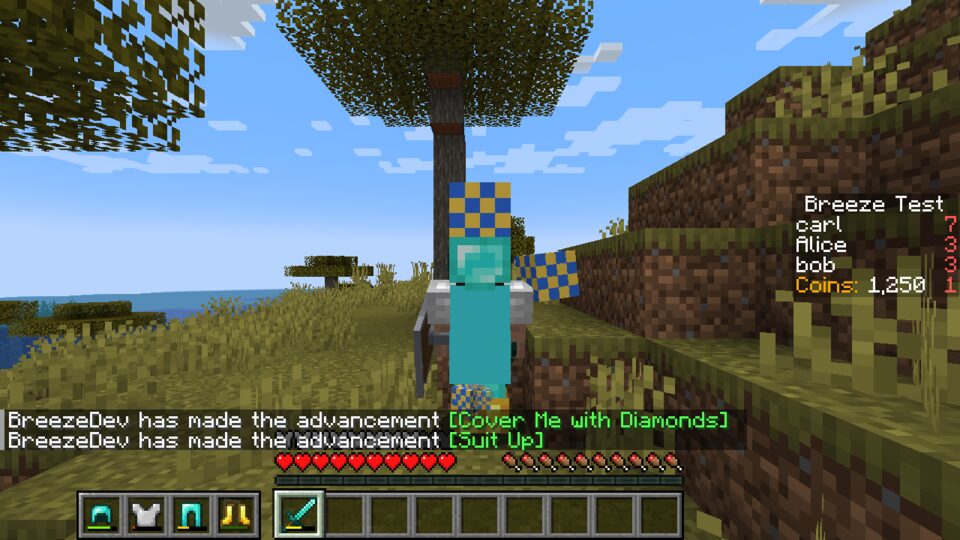 Breeze Test
carl 7
Alice 3
bob 3
Coins: 1,250 1
BreezeDev has made the advancement [Cover Me with Diamonds]
BreezeDev has made the advancement [Suit Up]